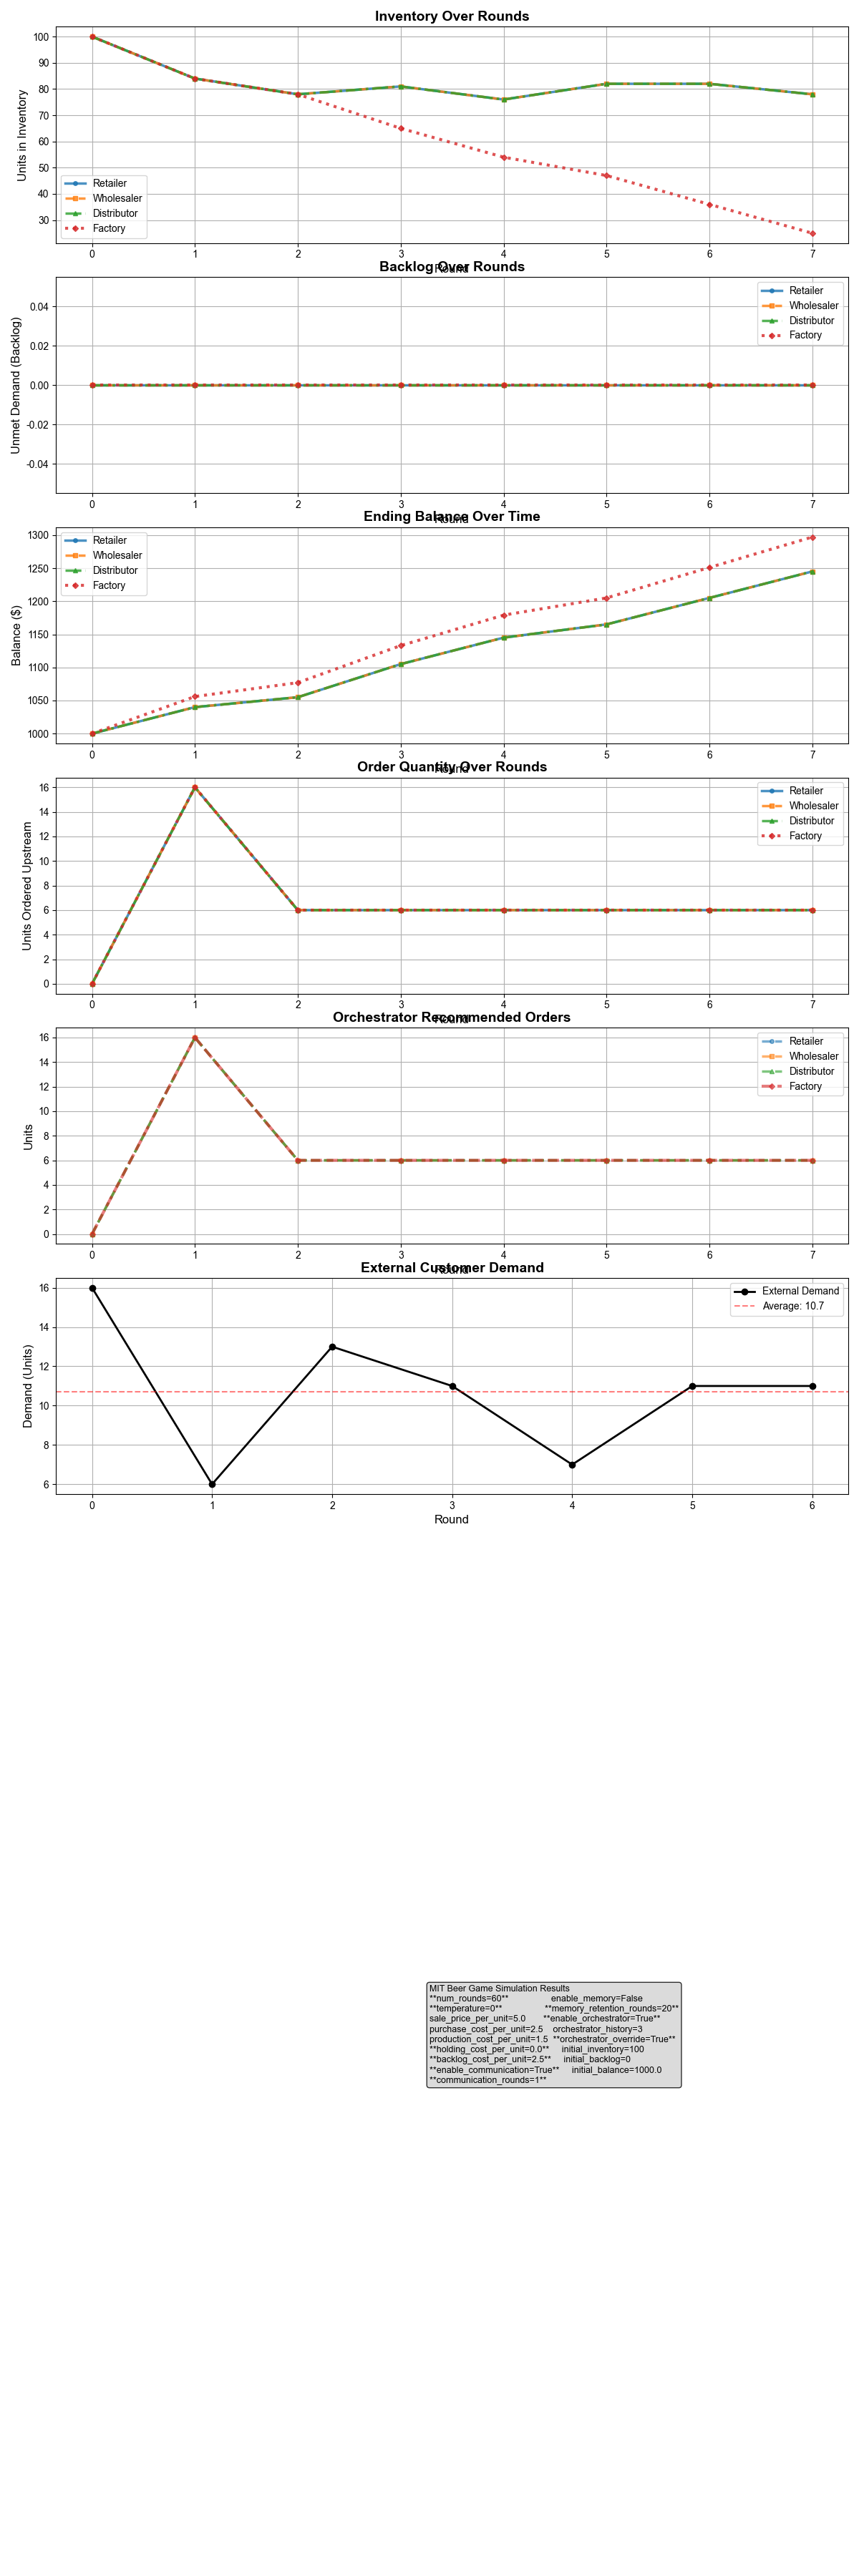 Inventory Over Rounds
Units in Inventory
100
90
80
70
60
50
40
30
Retailer
Wholesaler
Distributor
Factory
0 1 2 3 4 5 6 7
Round
Backlog Over Rounds
Unmet Demand (Backlog)
0.04
0.02
0.00
-0.02
-0.04
Retailer
Wholesaler
Distributor
Factory
0 1 2 3 4 5 6 7
Round
Ending Balance Over Time
Balance ($)
1300
1250
1200
1150
1100
1050
1000
Retailer
Wholesaler
Distributor
Factory
0 1 2 3 4 5 6 7
Round
Order Quantity Over Rounds
Units Ordered Upstream
16
14
12
10
8
6
4
2
0
Retailer
Wholesaler
Distributor
Factory
0 1 2 3 4 5 6 7
Round
Orchestrator Recommended Orders
Units
16
14
12
10
8
6
4
2
0
Retailer
Wholesaler
Distributor
Factory
0 1 2 3 4 5 6 7
Round
External Customer Demand
Demand (Units)
16
14
12
10
8
6
External Demand
Average: 10.7
0 1 2 3 4 5 6
Round
MIT Beer Game Simulation Results
**num_rounds=60** enable_memory=False
**temperature=0** **memory_retention_rounds=20**
sale_price_per_unit=5.0 **enable_orchestrator=True**
purchase_cost_per_unit=2.5 orchestrator_history=3
production_cost_per_unit=1.5 **orchestrator_override=True**
**holding_cost_per_unit=0.0** initial_inventory=100
**backlog_cost_per_unit=2.5** initial_backlog=0
**enable_communication=True** initial_balance=1000.0
**communication_rounds=1**